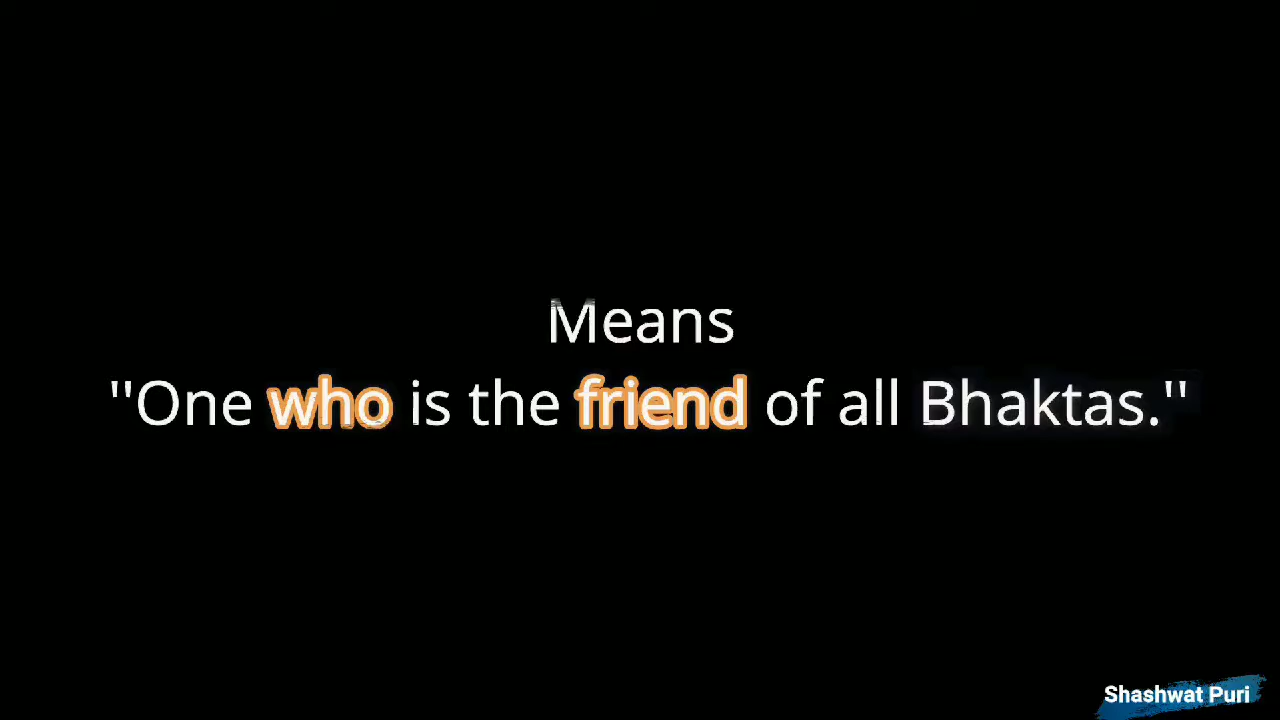 Means
"One who is the friend of all Bhaktas."
Shashwat Puri